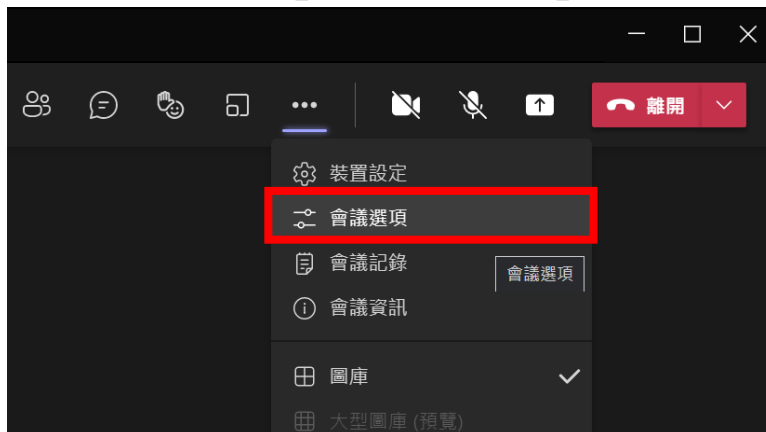 離開
裝置設定
會議選項
會議記錄
會議選項
會議資訊
圖庫
大型圖庫 (預覽)